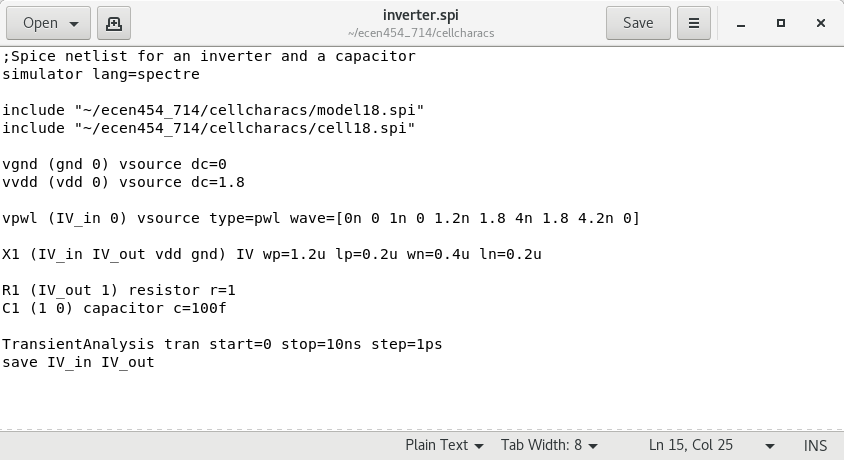 Open
inverter.spi
~/ecen454_714/cellcharacs
Save
;Spice netlist for an inverter and a capacitor
simulator lang=spectre
include "~/ecen454_714/cellcharacs/model18.spi"
include "~/ecen454_714/cellcharacs/cell18.spi"
vgnd (gnd 0) vsource dc=0
vvdd (vdd 0) vsource dc=1.8
vpwl (IV_in 0) vsource type=pwl wave=[0n 0 1n 0 1.2n 1.8 4n 1.8 4.2n 0]
X1 (IV_in IV_out vdd gnd) IV wp=1.2u lp=0.2u wn=0.4u ln=0.2u
R1 (IV_out 1) resistor r=1
C1 (1 0) capacitor c=100f
TransientAnalysis tran start=0 stop=10ns step=1ps
save IV_in IV_out
Plain Text Tab Width: 8 Ln 15, Col 25 INS